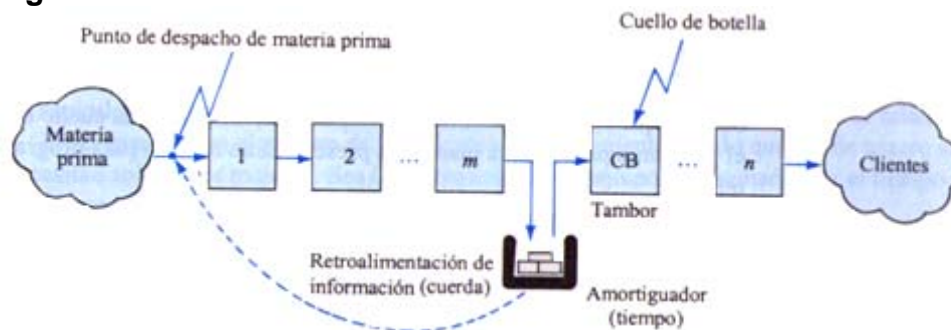 Punto de despacho de materia prima
Cuello de botella
Materia
prima
1
2
...
m
CB
...
n
Clientes
Tambor
Retroalimentación de
información (cuerda)
Amortiguador
(tiempo)